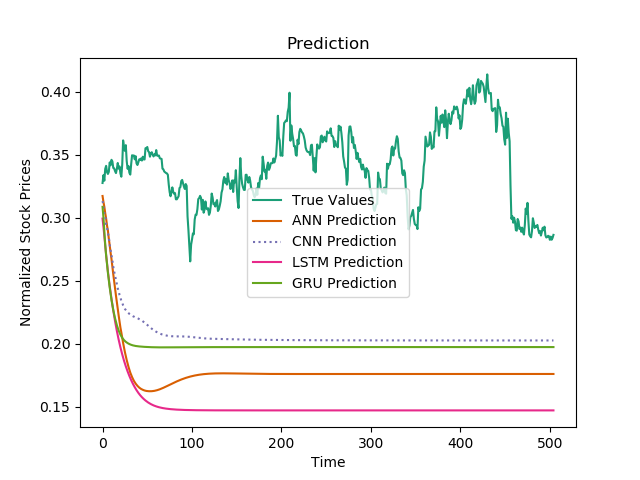 Prediction
Normalized Stock Prices
0.40
0.35
0.30
0.25
0.20
0.15
True Values
ANN Prediction
CNN Prediction
LSTM Prediction
GRU Prediction
0 100 200 300 400 500
Time